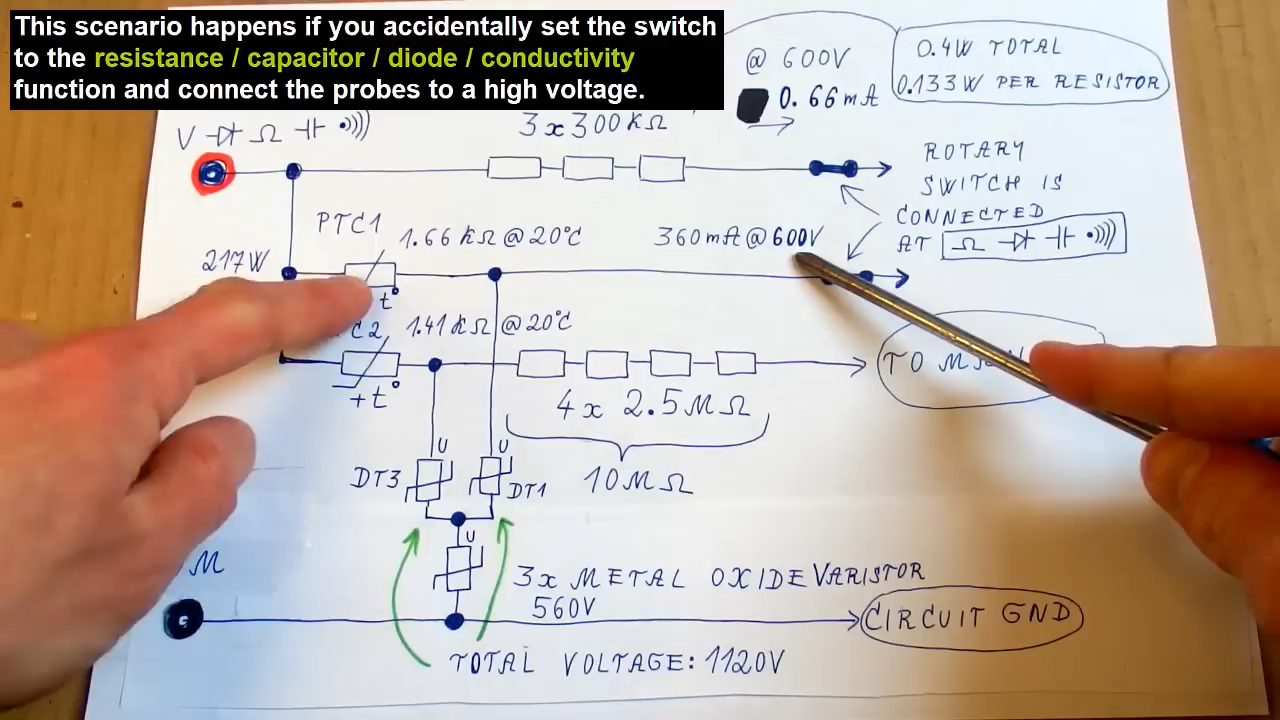 This scenario happens if you accidentally set the switch
to the resistance / capacitor / diode / conductivity
function and connect the probes to a high voltage.
@ 600V
0.66mA
0.4W TOTAL
0.133W PER RESISTOR
V Ω
3x300KΩ
ROTARY
SWITCH IS
CONNECTED
AT Ω
PTC1
1.66 KΩ@20°C
360mA@600V
217W
t°
C2
1.41 KΩ@20°C
+t°
TO
4x 2.5MΩ
10MΩ
U
U
DT3
DT1
U
M
3x METAL OXIDE VARISTOR
560V
CIRCUIT GND
TOTAL VOLTAGE: 1120V